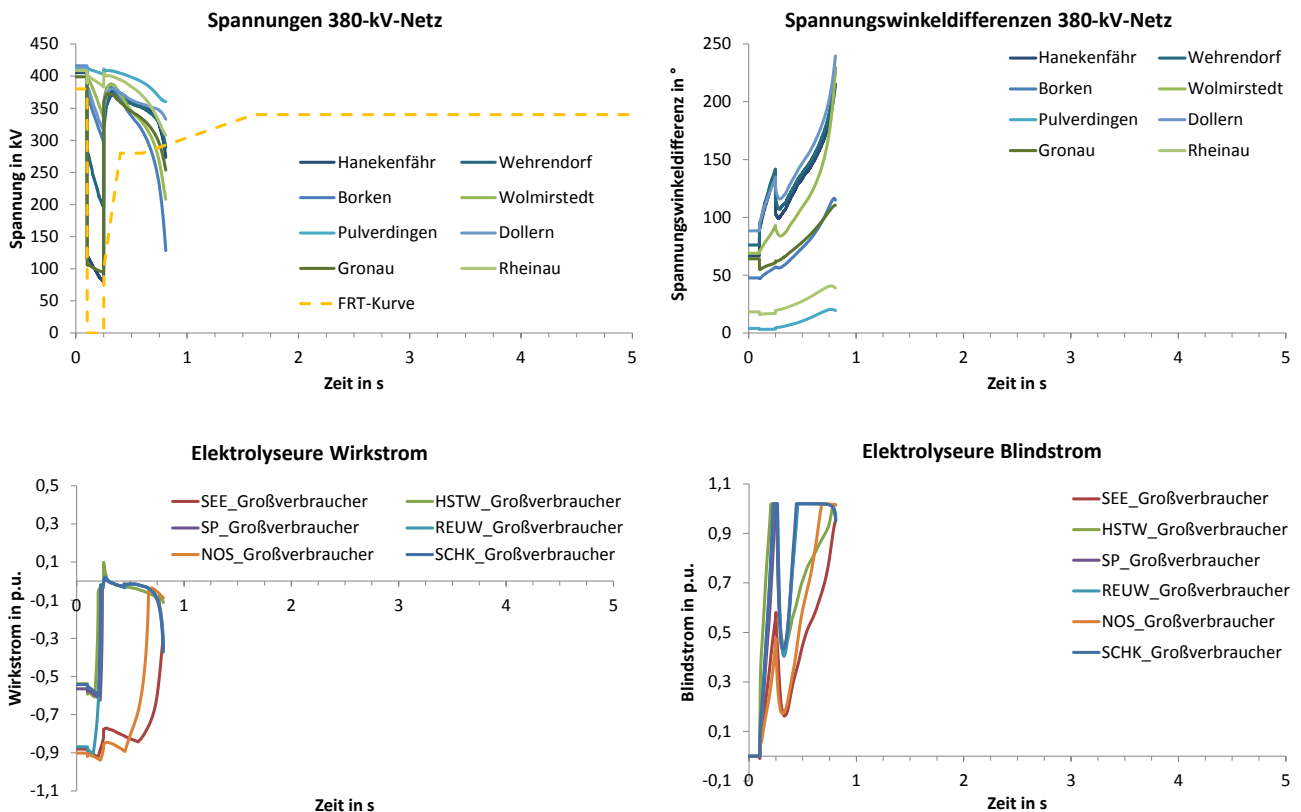 Spannungen 380-kV-Netz
Spannung in kV
450
400
350
300
250
200
150
100
50
0
0 1 2 3 4 5
Zeit in s
Hanekenfähr Wehrendorf
Borken Wolmirstedt
Pulverdingen Dollern
Gronau Rheinau
FRT-Kurve
Spannungswinkeldifferenzen 380-kV-Netz
Spannungswinkeldifferenz in °
250
200
150
100
50
0
0 1 2 3 4 5
Zeit in s
Hanekenfähr Wehrendorf
Borken Wolmirstedt
Pulverdingen Dollern
Gronau Rheinau
Elektrolyseure Wirkstrom
Wirkstrom in p.u.
0,5
0,3
0,1
-0,1
-0,3
-0,5
-0,7
-0,9
-1,1
0 1 2 3 4 5
Zeit in s
SEE_Großverbraucher HSTW_Großverbraucher
SP_Großverbraucher REUW_Großverbraucher
NOS_Großverbraucher SCHK_Großverbraucher
Elektrolyseure Blindstrom
Blindstrom in p.u.
1,1
0,9
0,7
0,5
0,3
0,1
-0,1
0 1 2 3 4 5
Zeit in s
SEE_Großverbraucher
HSTW_Großverbraucher
SP_Großverbraucher
REUW_Großverbraucher
NOS_Großverbraucher
SCHK_Großverbraucher